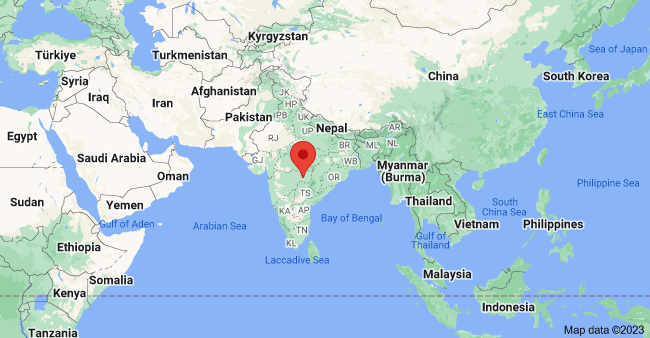 Kyrgyzstan
Türkiye
Turkmenistan
Sea of Japan
China
South Korea
Syria
Afghanistan
Iraq
Iran
JK
HP
PB
UK
Pakistan
East China Sea
Nepal
UP
RJ
Egypt
BR
ML
NL
AR
Saudi Arabia
GJ
WB
Myanmar
(Burma)
Oman
OR
Philippine Sea
TS
Sudan
Yemen
Thailand
South
China Sea
KA
AP
Bay of Bengal
Gulf of Aden
Arabian Sea
Vietnam
Philippines
TN
Gulf of
Thailand
Ethiopia
KL
Laccadive Sea
Malaysia
Somalia
Kenya
Indonesia
Tanzania
Map data ©2023